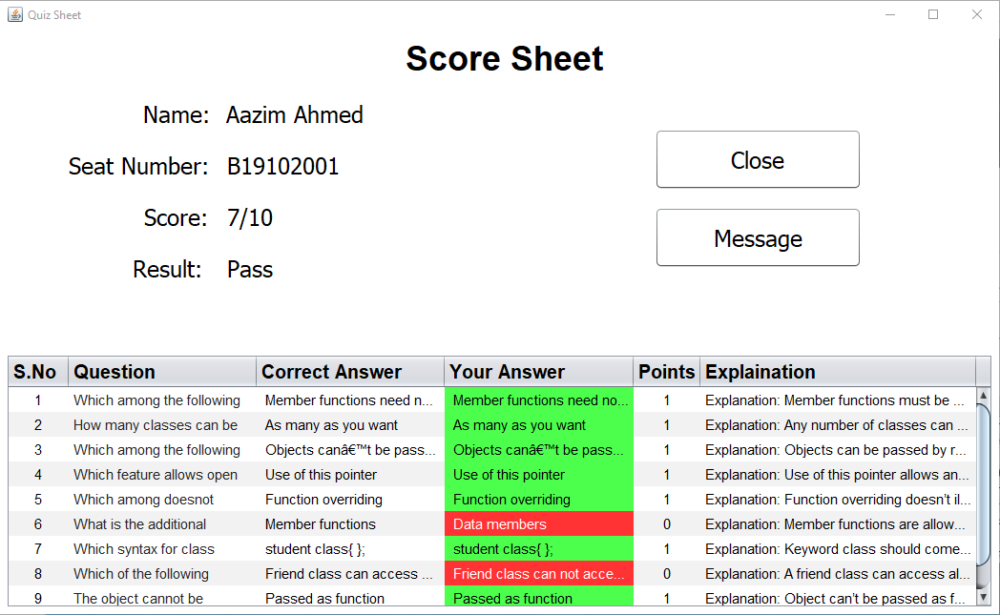 Quiz Sheet
Score Sheet
Name: Aazim Ahmed
Seat Number: B19102001
Score: 7/10
Result: Pass
Close
Message
S.No Question Correct Answer Your Answer Points Explaination
1 Which among the following Member functions need n... Member functions need no... 1 Explanation: Member functions must be ...
2 How many classes can be As many as you want As many as you want 1 Explanation: Any number of classes can ...
3 Which among the following Objects canâ€™t be pass... Objects canâ€™t be pass... 1 Explanation: Objects can be passed by r...
4 Which feature allows open Use of this pointer Use of this pointer 1 Explanation: Use of this pointer allows an...
5 Which among doesnot Function overriding Function overriding 1 Explanation: Function overriding doesn’t il...
6 What is the additional Member functions Data members 0 Explanation: Member functions are allow...
7 Which syntax for class student class{ }; student class{ }; 1 Explanation: Keyword class should come...
8 Which of the following Friend class can access ... Friend class can not acce... 0 Explanation: A friend class can access al...
9 The object cannot be Passed as function Passed as function 1 Explanation: Object can’t be passed as f...